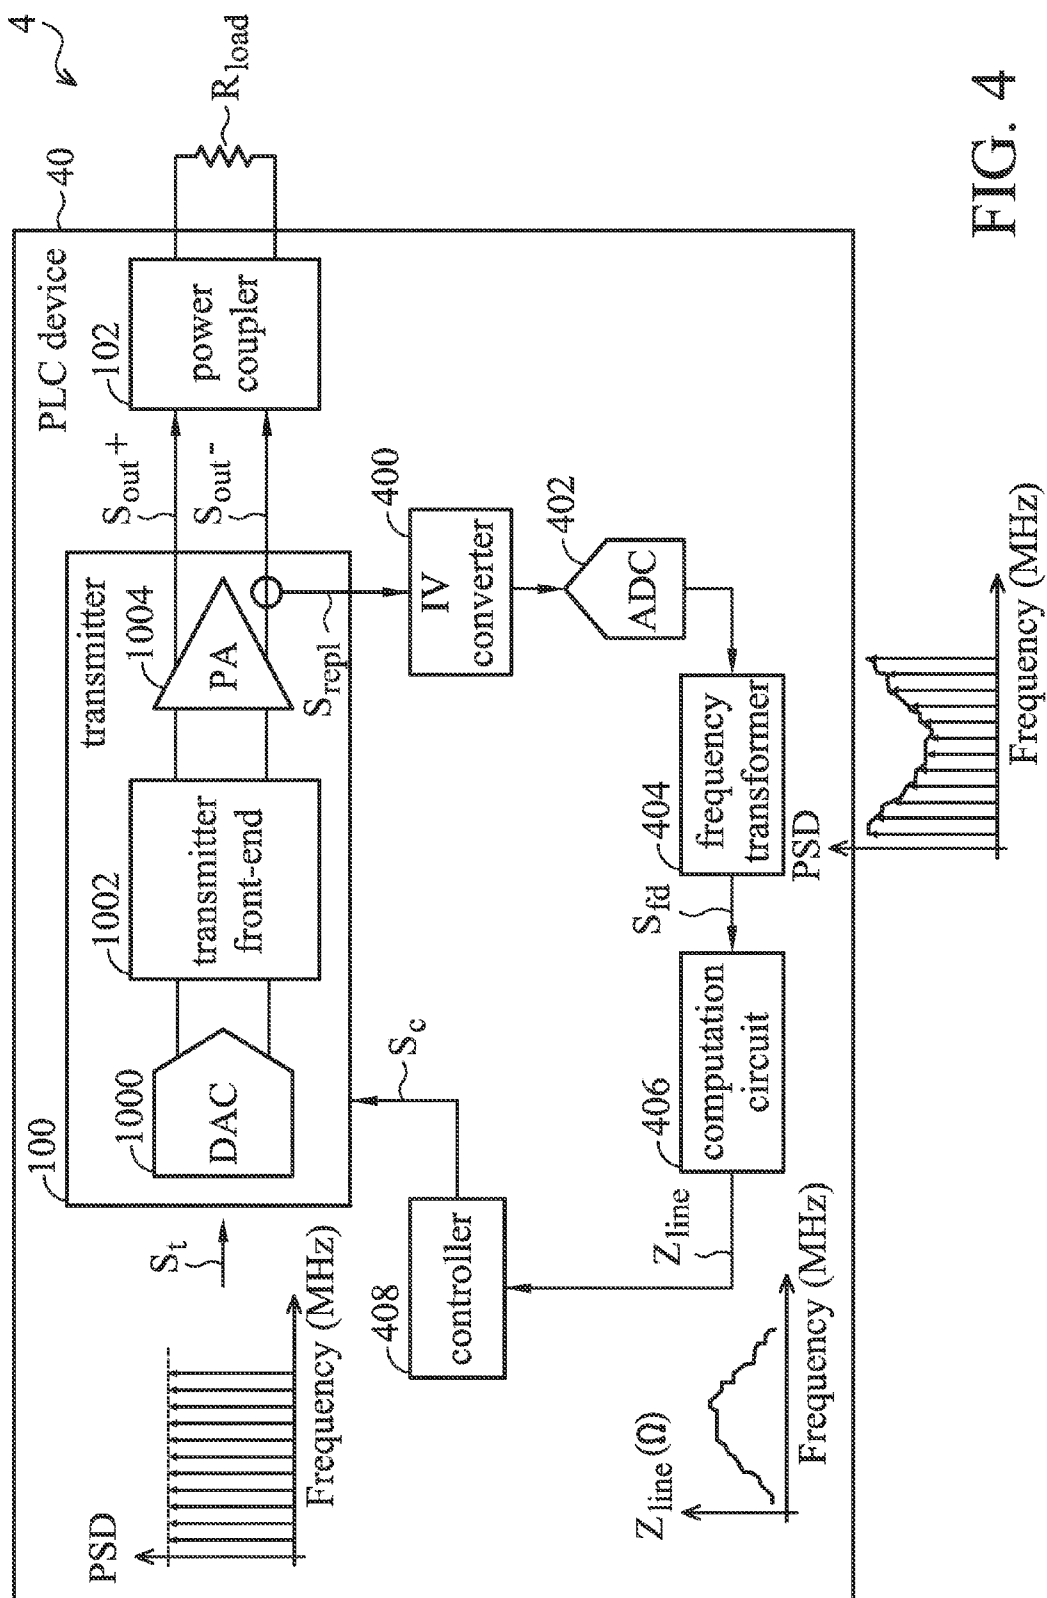 4
PLC device
40
100
transmitter
1000
DAC
1002
transmitter
front-end
1004
PA
Sout+
Sout-
102
power
coupler
Rload
St
PSD
Frequency (MHz)
Sc
Srepl
400
IV
converter
402
ADC
408
controller
404
frequency
transformer
Sfd
406
computation
circuit
Zline
Zline (Ω)
Frequency (MHz)
PSD
Frequency (MHz)
FIG. 4